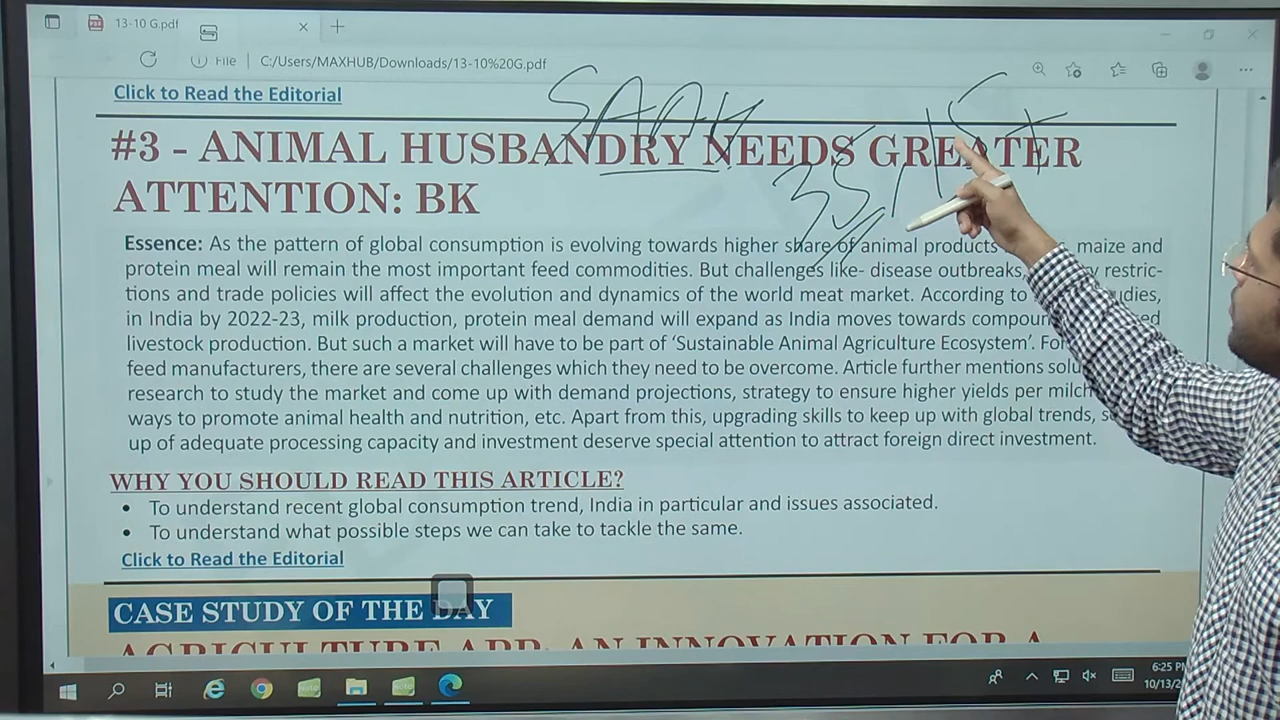 13-10 G.pdf
File | C:/Users/MAXHUB/Downloads/13-10%20G.pdf
Click to Read the Editorial
#3 - ANIMAL HUSBANDRY NEEDS GREATER
ATTENTION: BK
Essence: As the pattern of global consumption is evolving towards higher share of animal products maize and
protein meal will remain the most important feed commodities. But challenges like- disease outbreaks, restric-
tions and trade policies will affect the evolution and dynamics of the world meat market. According to
in India by 2022-23, milk production, protein meal demand will expand as India moves towards
livestock production. But such a market will have to be part of ‘Sustainable Animal Agriculture Ecosystem’.
feed manufacturers, there are several challenges which they need to be overcome. Article further mentions
research to study the market and come up with demand projections, strategy to ensure higher yields per milch
ways to promote animal health and nutrition, etc. Apart from this, upgrading skills to keep up with global trends,
up of adequate processing capacity and investment deserve special attention to attract foreign direct investment.
WHY YOU SHOULD READ THIS ARTICLE?
• To understand recent global consumption trend, India in particular and issues associated.
• To understand what possible steps we can take to tackle the same.
Click to Read the Editorial
CASE STUDY OF THE DAY
AGRICULTURE APP: AN INNOVATION FOR A
6:25 PM